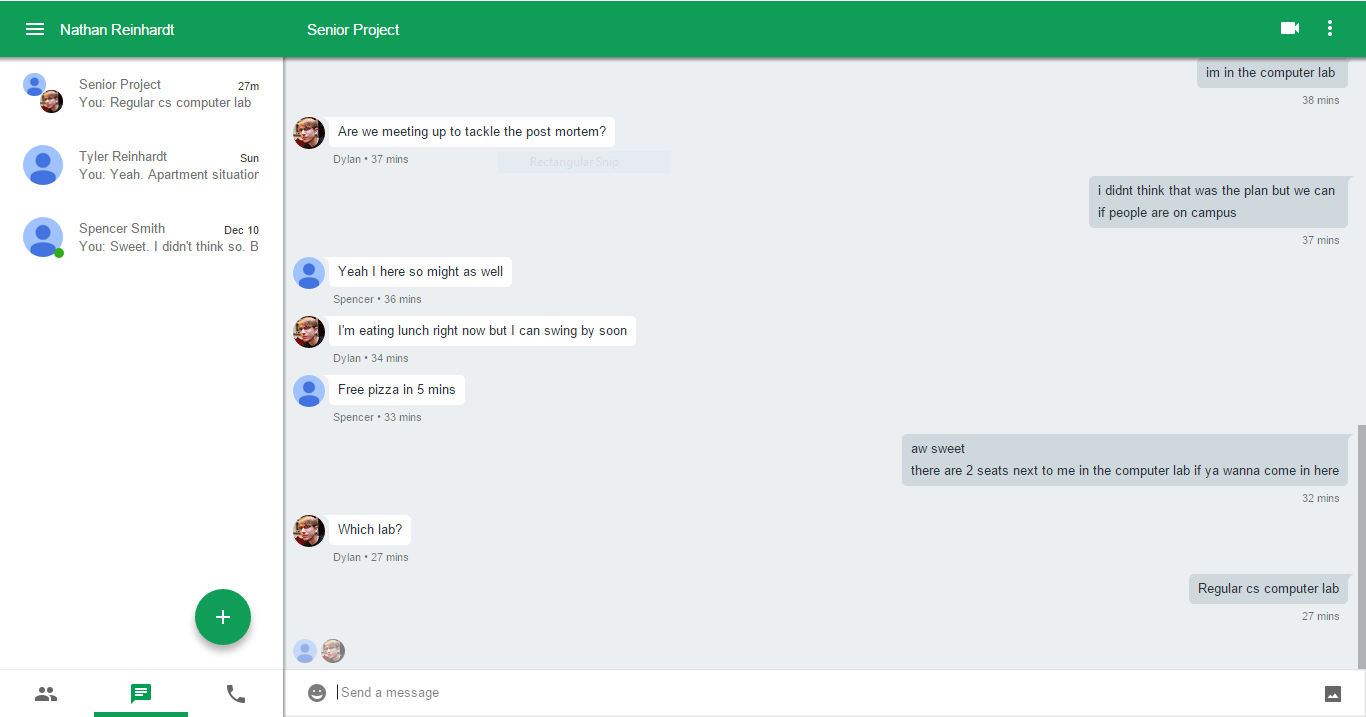 Nathan Reinhardt
Senior Project
Senior Project
27m
You: Regular cs computer lab
Tyler Reinhardt
Sun
You: Yeah. Apartment situation
Spencer Smith
Dec 10
You: Sweet. I didn't think so. B
im in the computer lab
38 mins
Are we meeting up to tackle the post mortem?
Dylan • 37 mins
Rectangular Snip
i didnt think that was the plan but we can
if people are on campus
37 mins
Yeah I here so might as well
Spencer • 36 mins
I'm eating lunch right now but I can swing by soon
Dylan • 34 mins
Free pizza in 5 mins
Spencer • 33 mins
aw sweet
there are 2 seats next to me in the computer lab if ya wanna come in here
32 mins
Which lab?
Dylan • 27 mins
Regular cs computer lab
27 mins
Send a message